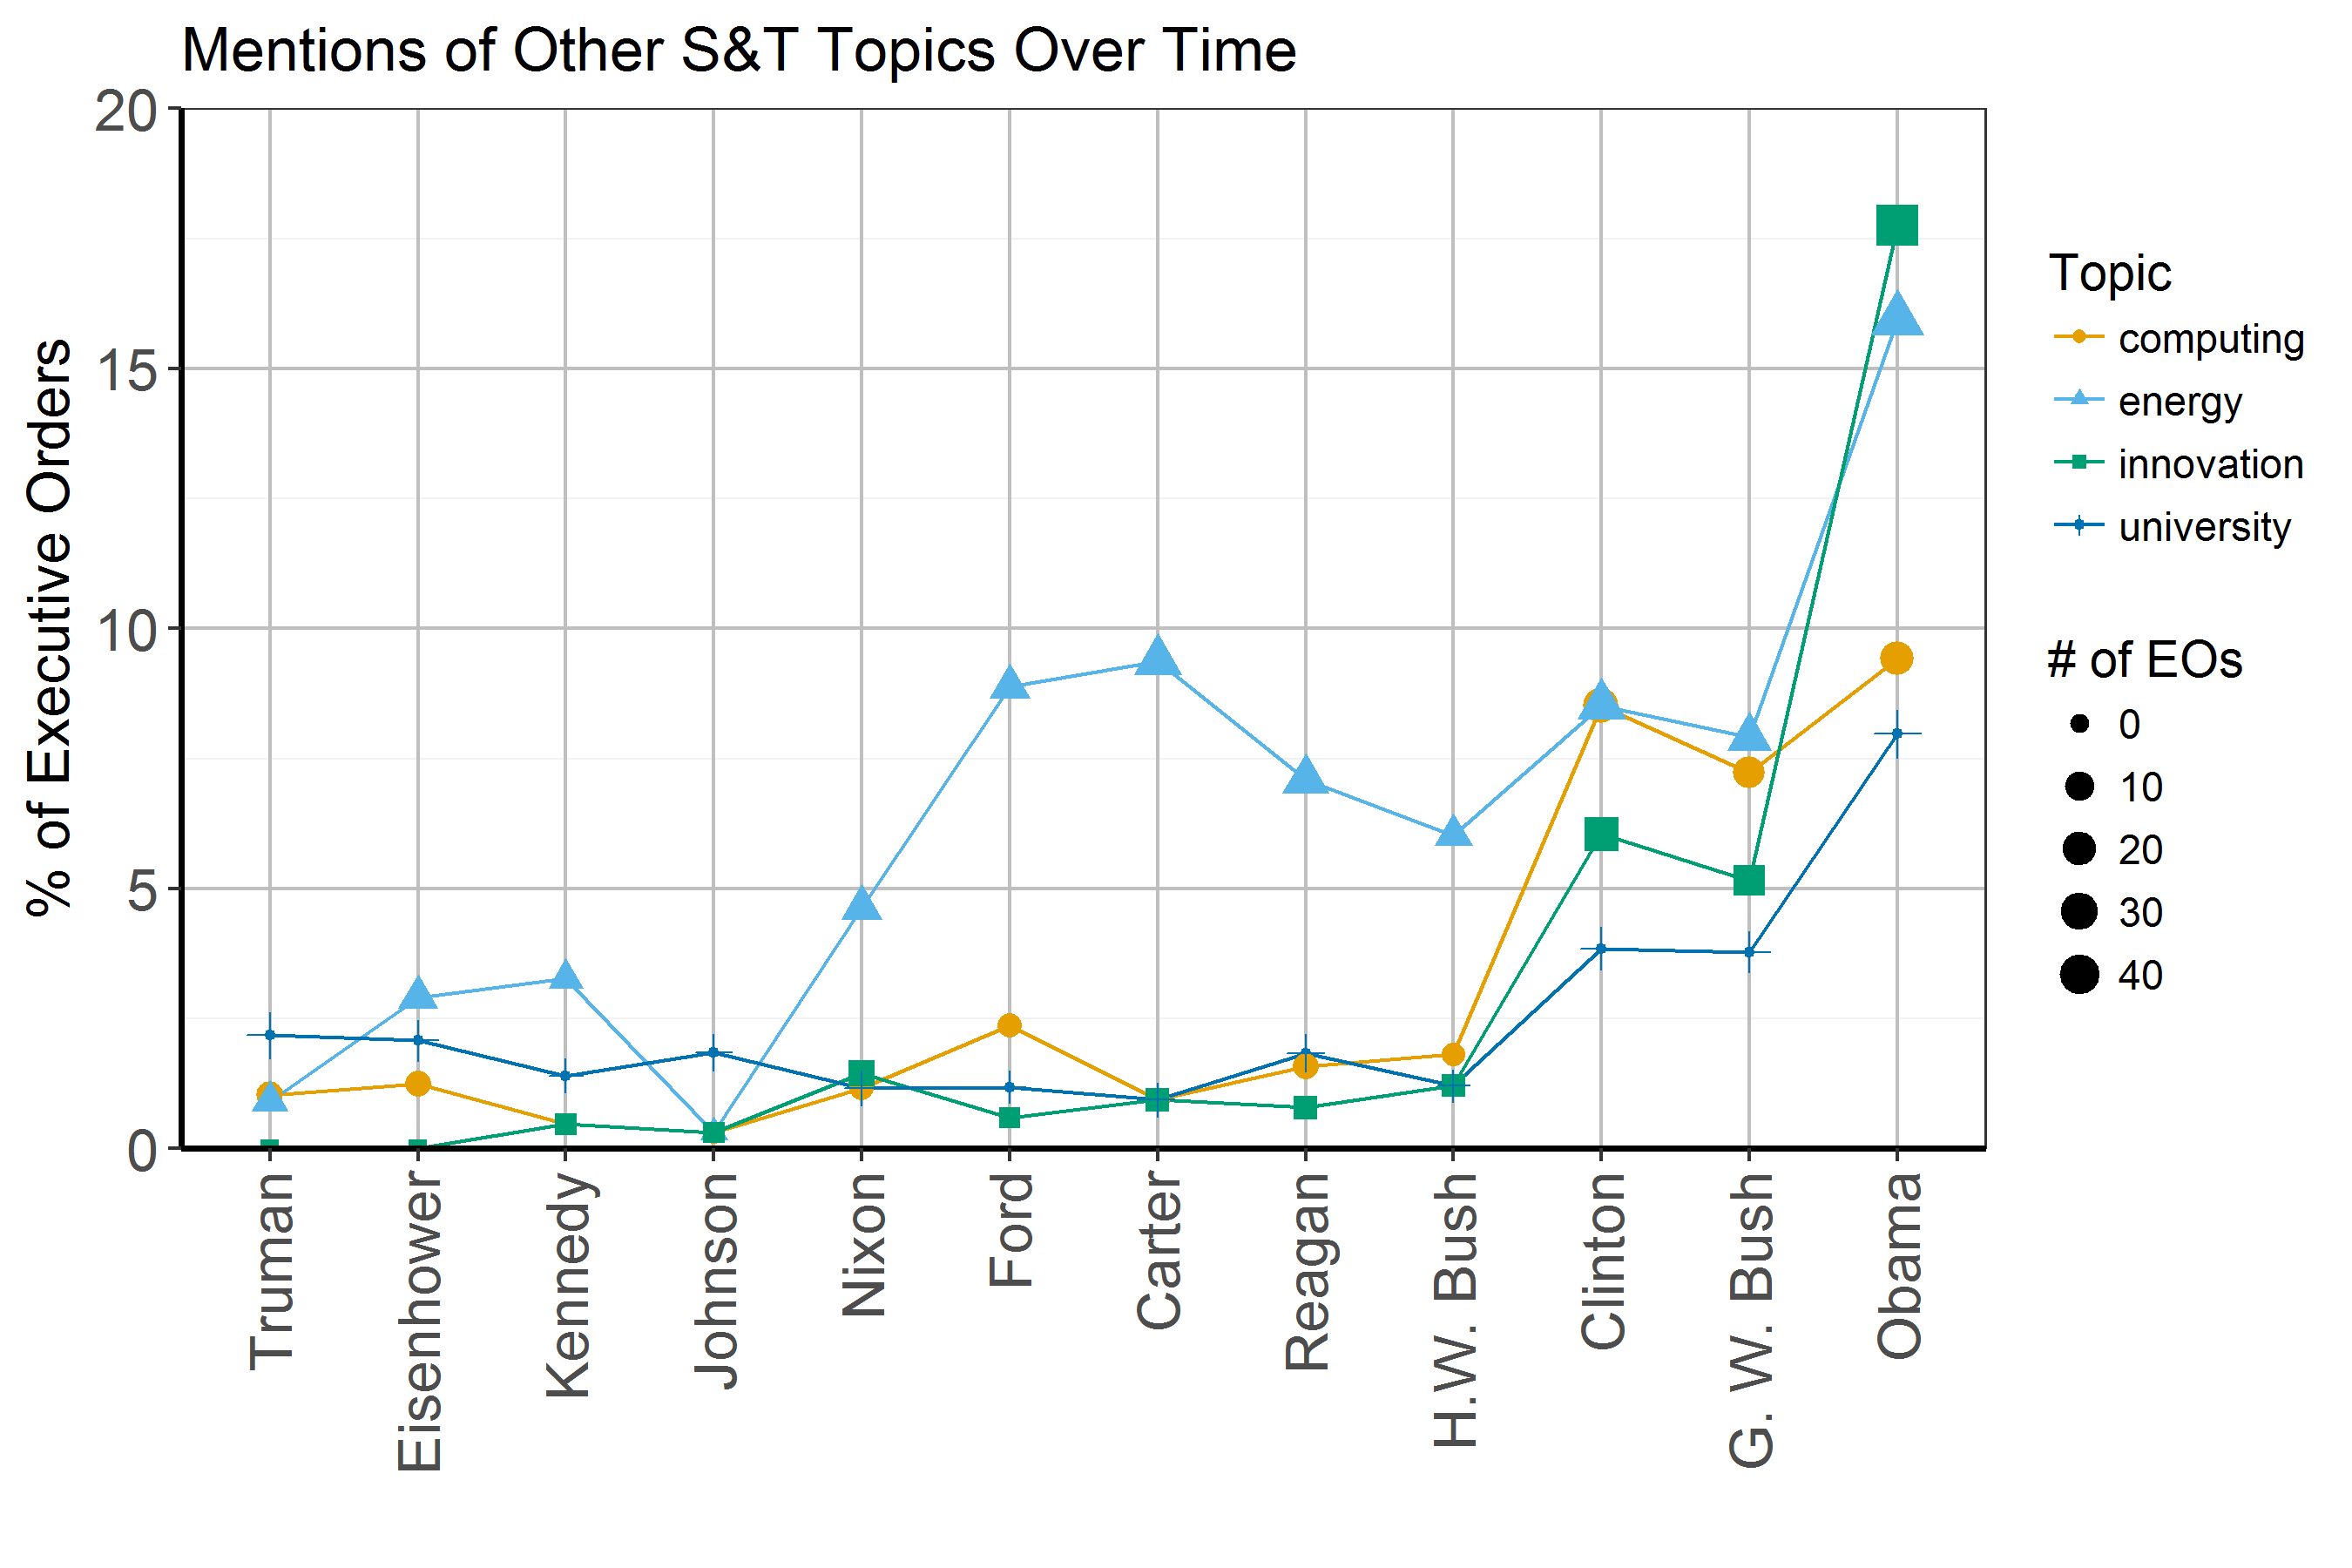 Mentions of Other S&T Topics Over Time
% of Executive Orders
20
15
10
5
0
Truman
Eisenhower
Kennedy
Johnson
Nixon
Ford
Carter
Reagan
H.W. Bush
Clinton
G. W. Bush
Obama
Topic
computing
energy
innovation
university
# of EOs
0
10
20
30
40